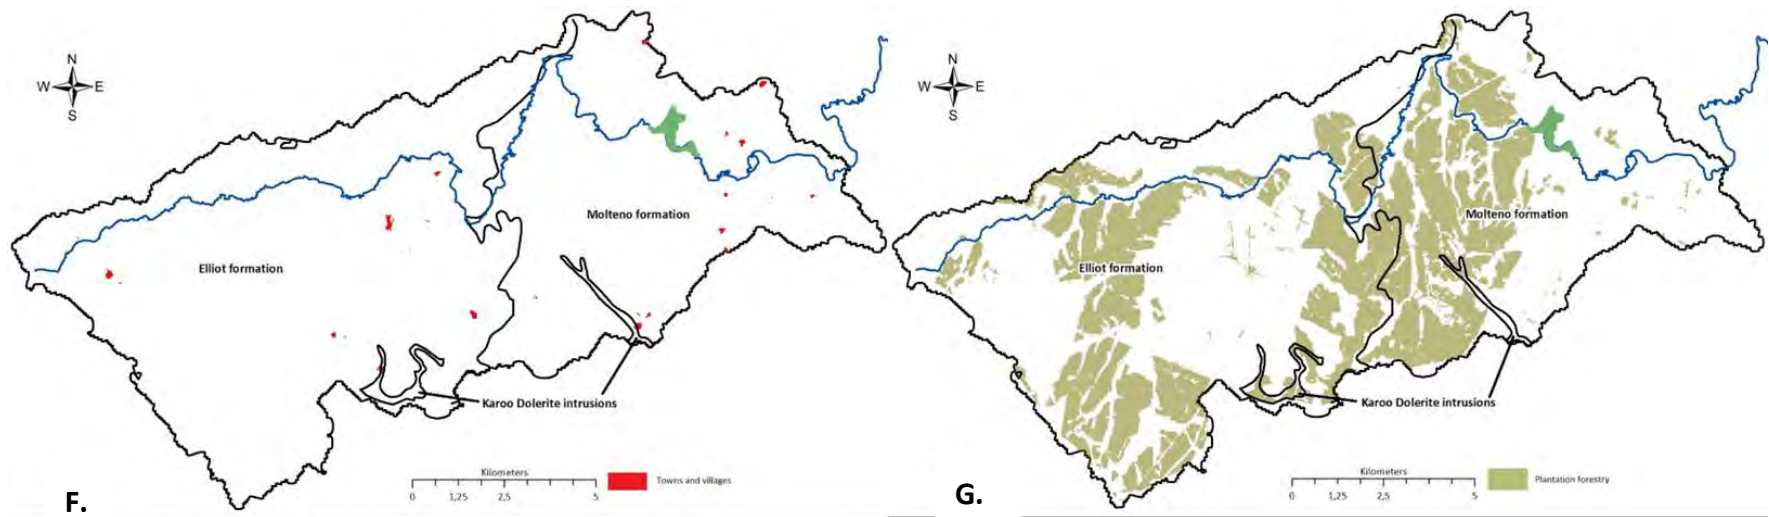 N
W E
S
Molteno formation
Elliot formation
Karoo Dolerite intrusions
Kilometers
0 1,25 2,5 5
Towns and villages
F.
N
W E
S
Molteno formation
Elliot formation
Karoo Dolerite intrusions
Kilometers
0 1,25 2,5 5
Plantation forestry
G.